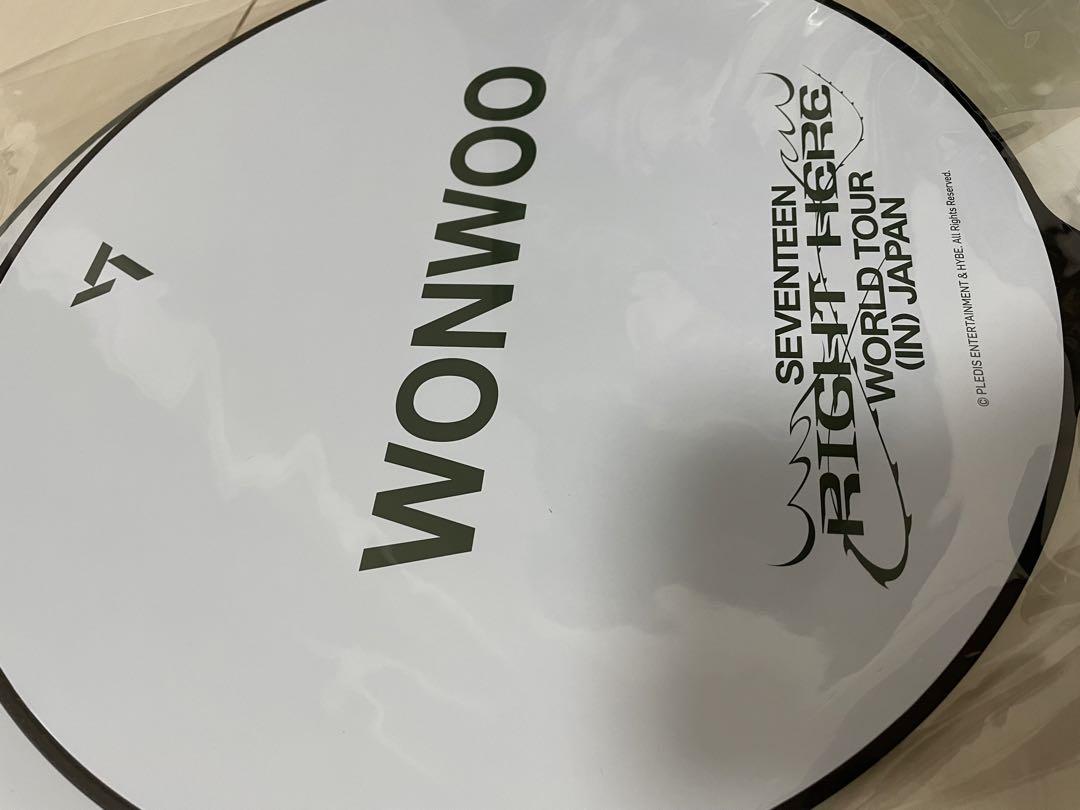 WONWOO
SEVENTEEN
RIGHT HERE
WORLD TOUR
(IN) JAPAN
© PLEDIS ENTERTAINMENT & HYBE. All Rights Reserved.